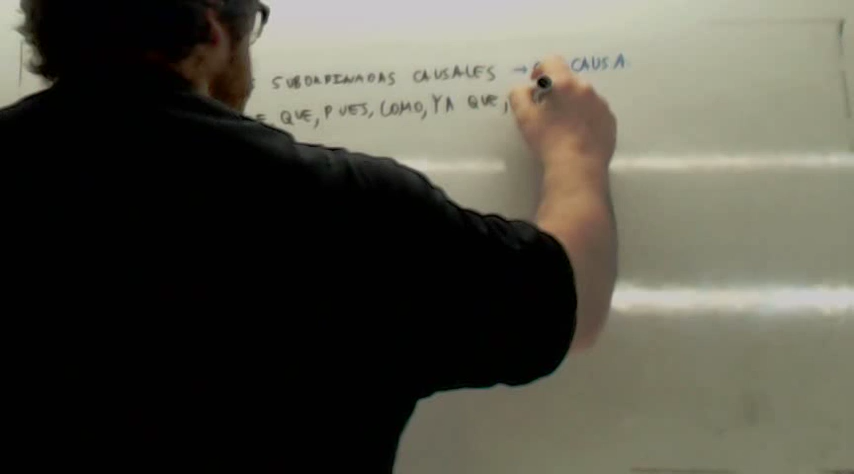 SUBORDINADAS CAUSALES → CAUSA
QUE, PUES, COMO, YA QUE,